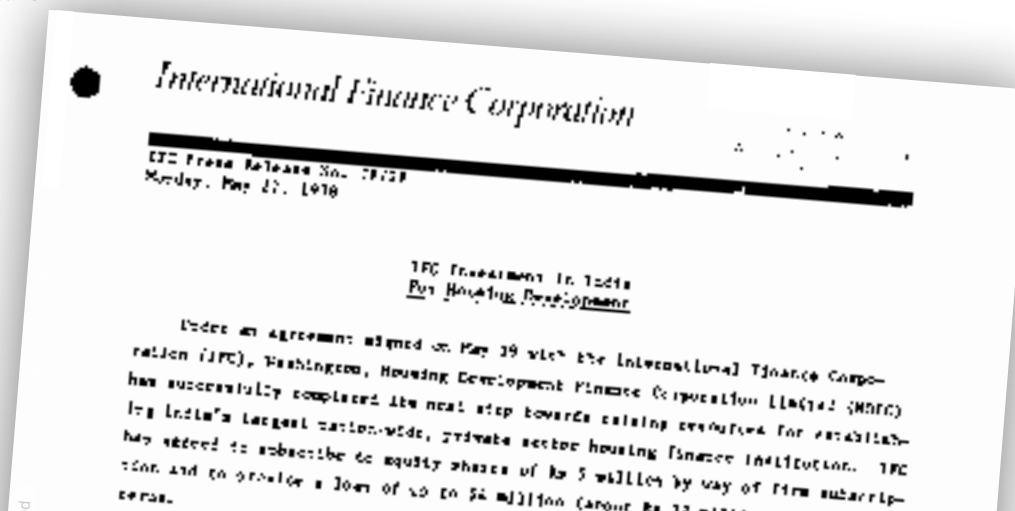 International Finance Corporation
IFC Press Release No.
Monday, May 1978
IFC Investment in India
For Housing Development
Under an agreement signed on May 19 with the International Finance Corpo-
ration (IFC), Washington, Housing Development Finance Corporation Limited (HDFC)
has successfully completed the next step towards raising resources for establish-
ing India's largest nation-wide, private sector housing finance institution. IFC
has agreed to subscribe to equity shares of Rs 5 million by way of firm subscrip-
tion and to provide a loan of up to $4 million (about Rs